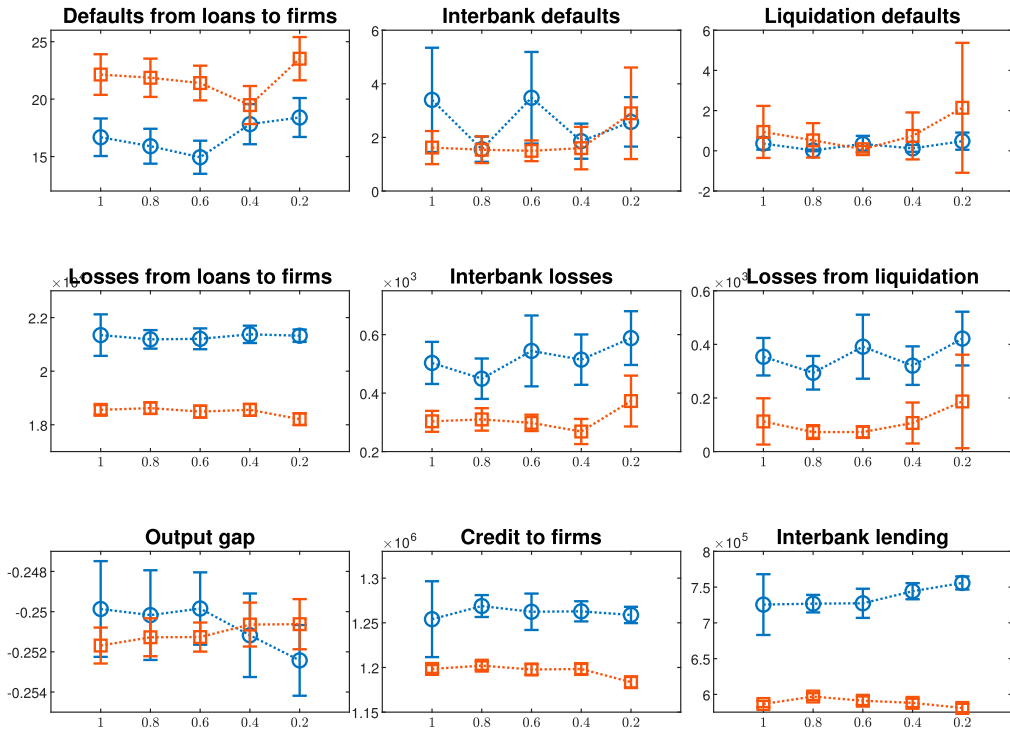 Defaults from loans to firms
Interbank defaults
Liquidation defaults
25
20
15
1 0.8 0.6 0.4 0.2
6
4
2
0
1 0.8 0.6 0.4 0.2
6
4
2
0
-2
1 0.8 0.6 0.4 0.2
Losses from loans to firms
Interbank losses
Losses from liquidation
2.2
2
1.8
1 0.8 0.6 0.4 0.2
×10³
0.6
0.4
0.2
1 0.8 0.6 0.4 0.2
×10³
0.6
0.4
0.2
0
1 0.8 0.6 0.4 0.2
Output gap
Credit to firms
Interbank lending
-0.248
-0.25
-0.252
-0.254
1 0.8 0.6 0.4 0.2
×10⁶
1.3
1.25
1.2
1.15
1 0.8 0.6 0.4 0.2
×10⁵
8
7.5
7
6.5
6
1 0.8 0.6 0.4 0.2